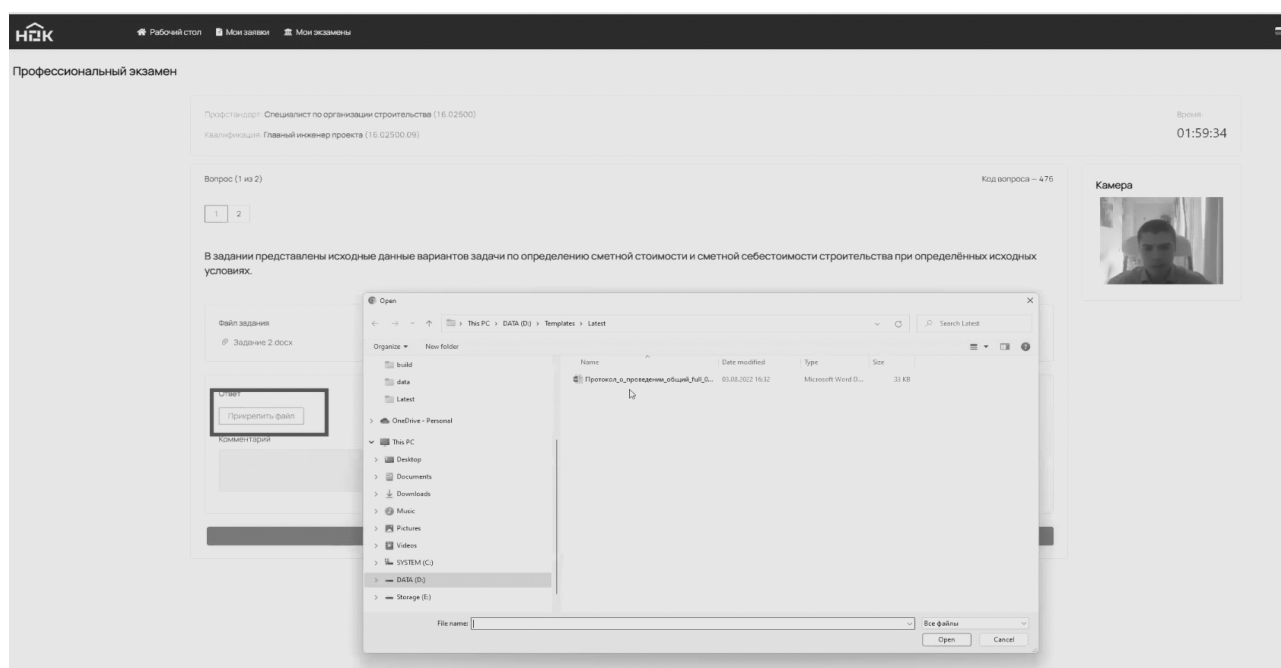 НОК
Рабочий стол
Мои заявки
Мои экзамены
Профессиональный экзамен
Профстандарт: Специалист по организации строительства (16.02500)
Квалификация: Главный инженер проекта (16.02500.09)
Время
01:59:34
Вопрос (1 из 2)
Код вопроса — 476
1 2
В задании представлены исходные данные вариантов задачи по определению сметной стоимости и сметной себестоимости строительства при определённых исходных
условиях.
Камера
Файл задания
Задание 2.docx
Ответ
Прикрепить файл
Комментарий
Open
This PC > DATA (D:) > Templates > Latest
Search Latest
Organize
New folder
build
data
Latest
OneDrive - Personal
This PC
Desktop
Documents
Downloads
Music
Pictures
Videos
SYSTEM (C:)
DATA (D:)
Storage (E:)
Name
Date modified
Type
Size
Протокол_о_проведении_общий_full_0...
03.08.2022 16:32
Microsoft Word D...
33 KB
File name:
Все файлы
Open
Cancel